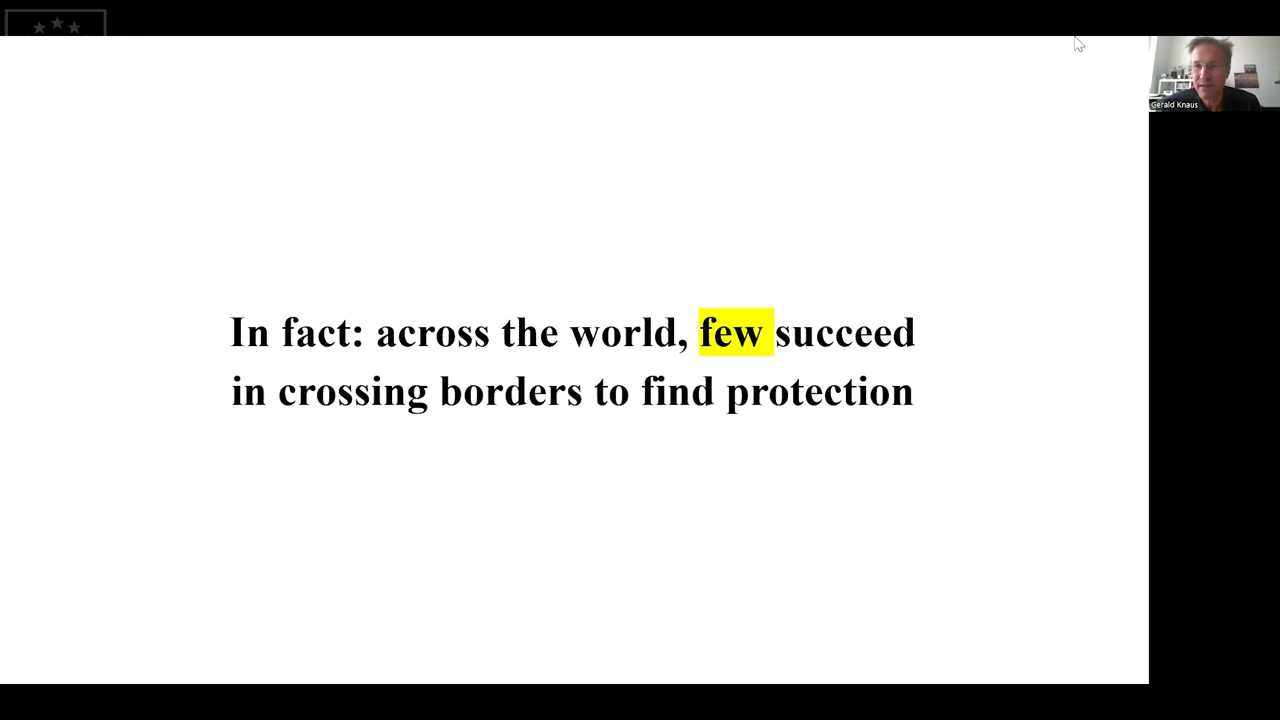 Gerald Knaus
In fact: across the world, few succeed
in crossing borders to find protection